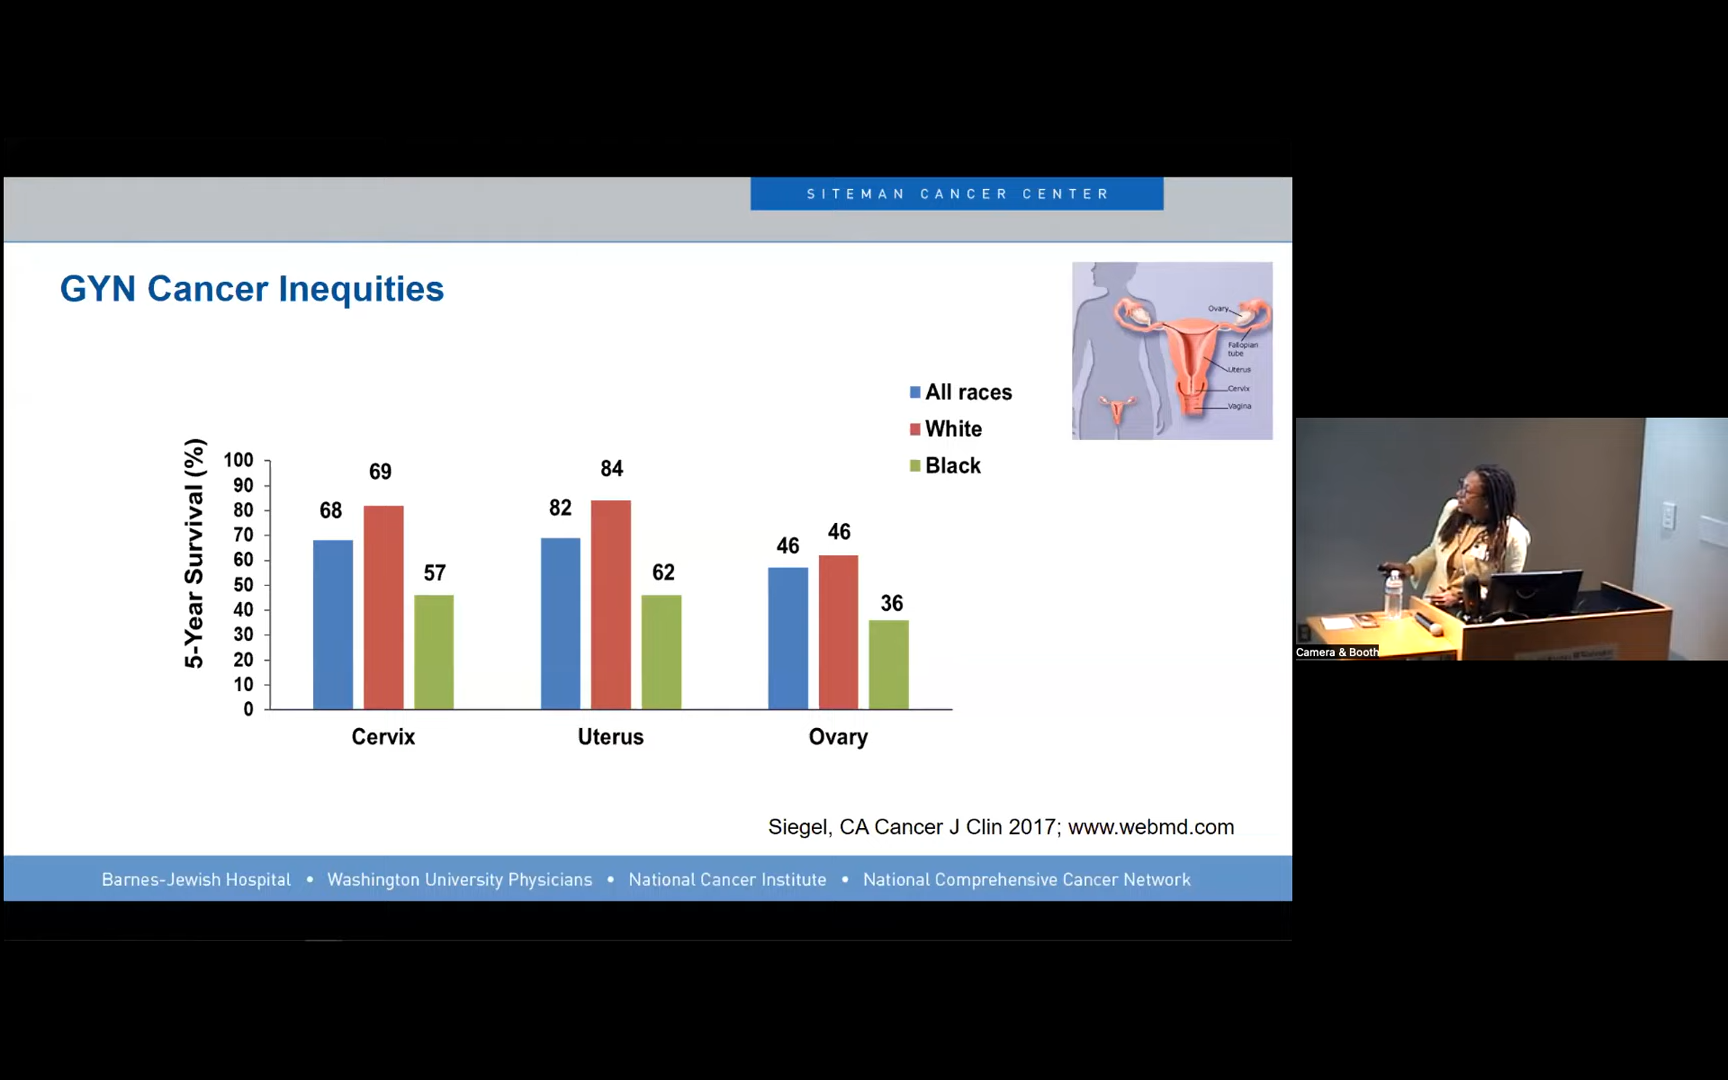 SITEMAN CANCER CENTER
GYN Cancer Inequities
Ovary
Fallopian
tube
Uterus
Cervix
Vagina
All races
White
Black
5-Year Survival (%)
100
90
80
70
60
50
40
30
20
10
0
68
69
57
82
84
62
46
46
36
Cervix
Uterus
Ovary
Siegel, CA Cancer J Clin 2017; www.webmd.com
Barnes-Jewish Hospital • Washington University Physicians • National Cancer Institute • National Comprehensive Cancer Network
Camera & Booth